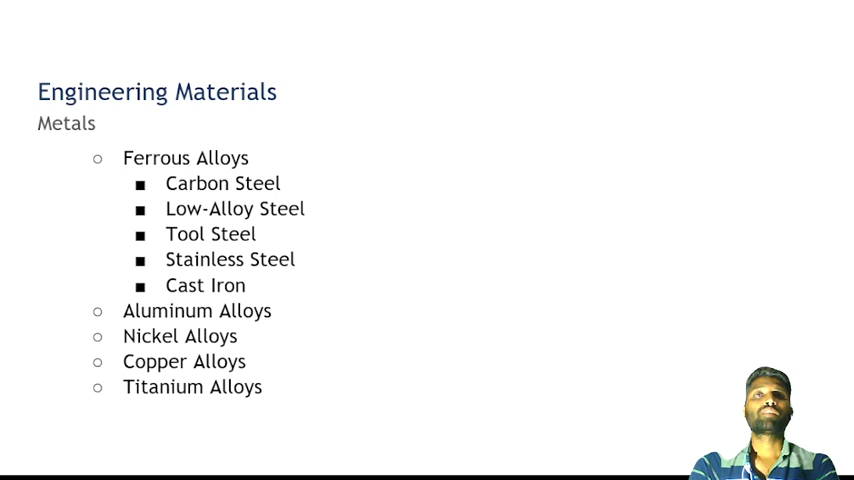 Engineering Materials
Metals
○ Ferrous Alloys
■ Carbon Steel
■ Low-Alloy Steel
■ Tool Steel
■ Stainless Steel
■ Cast Iron
○ Aluminum Alloys
○ Nickel Alloys
○ Copper Alloys
○ Titanium Alloys